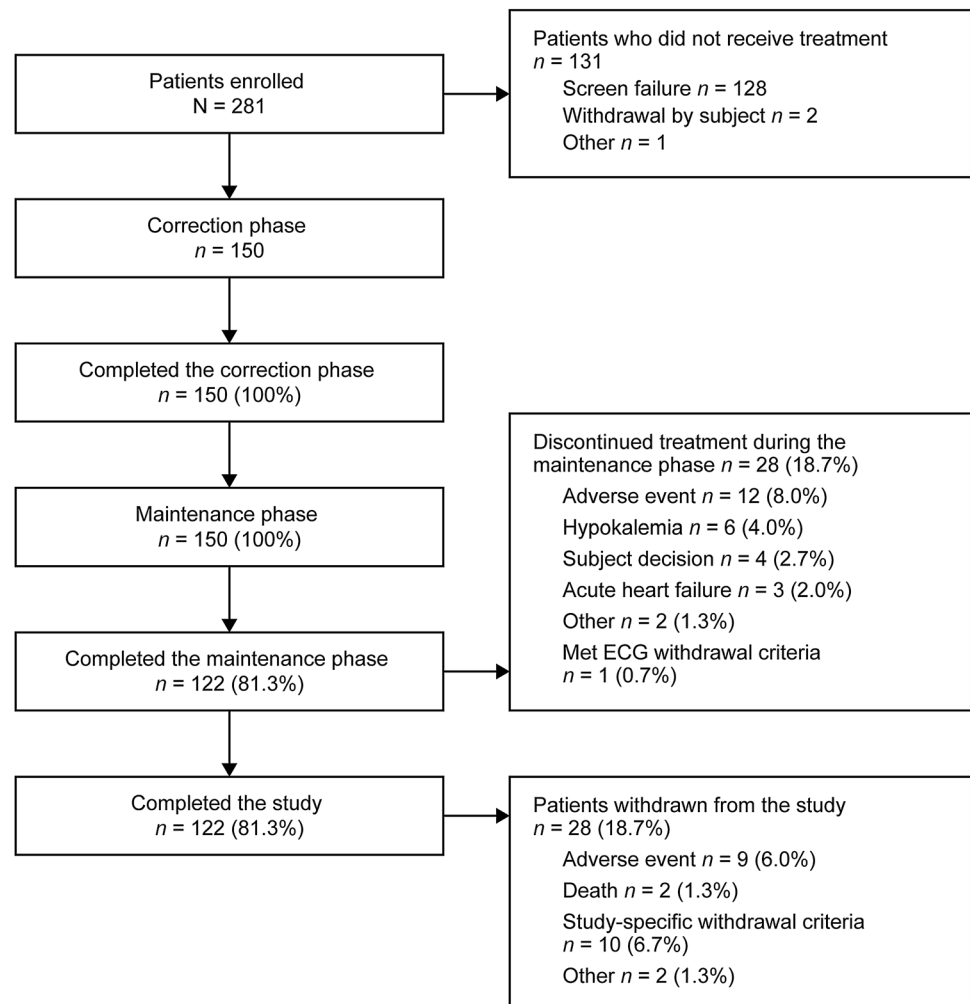 Patients enrolled
N = 281
Patients who did not receive treatment
n = 131
Screen failure n = 128
Withdrawal by subject n = 2
Other n = 1
Correction phase
n = 150
Completed the correction phase
n = 150 (100%)
Maintenance phase
n = 150 (100%)
Discontinued treatment during the
maintenance phase n = 28 (18.7%)
Adverse event n = 12 (8.0%)
Hypokalemia n = 6 (4.0%)
Subject decision n = 4 (2.7%)
Acute heart failure n = 3 (2.0%)
Other n = 2 (1.3%)
Met ECG withdrawal criteria
n = 1 (0.7%)
Completed the maintenance phase
n = 122 (81.3%)
Completed the study
n = 122 (81.3%)
Patients withdrawn from the study
n = 28 (18.7%)
Adverse event n = 9 (6.0%)
Death n = 2 (1.3%)
Study-specific withdrawal criteria
n = 10 (6.7%)
Other n = 2 (1.3%)